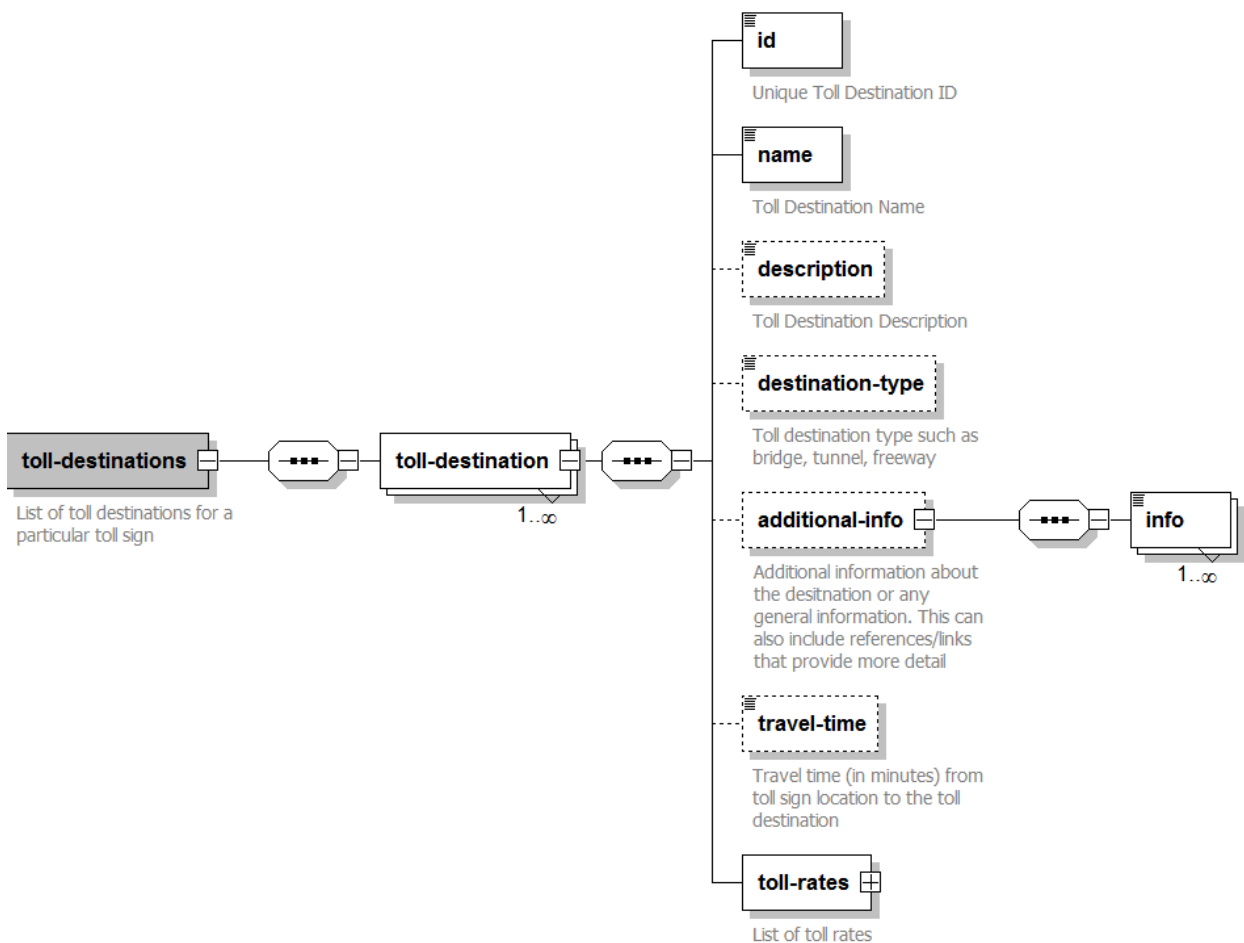 id
Unique Toll Destination ID
name
Toll Destination Name
description
Toll Destination Description
destination-type
Toll destination type such as
bridge, tunnel, freeway
toll-destinations
List of toll destinations for a
particular toll sign
toll-destination
1..∞
additional-info
Additional information about
the desitnation or any
general information. This can
also include references/links
that provide more detail
info
1..∞
travel-time
Travel time (in minutes) from
toll sign location to the toll
destination
toll-rates
List of toll rates